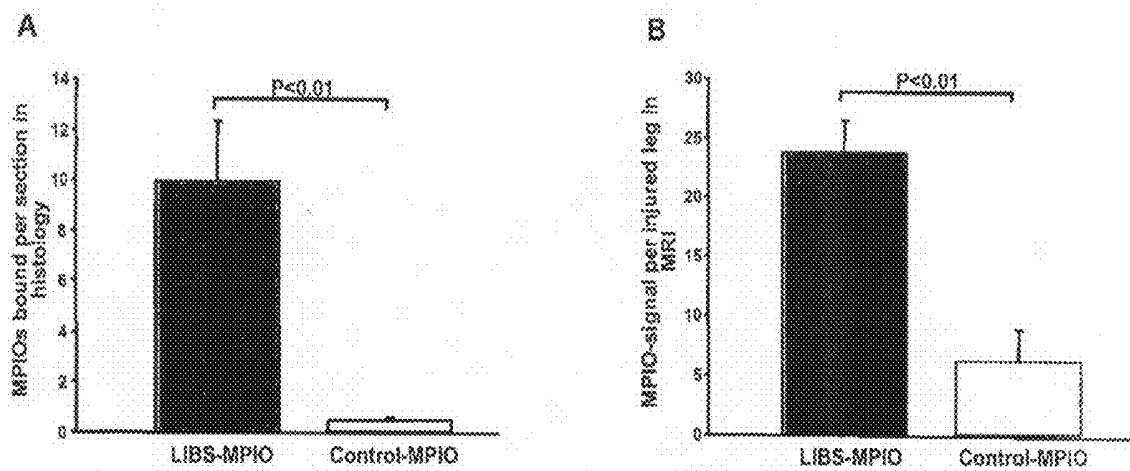 A
P<0.01
MPIOs bound per section in
histology
14
12
10
8
6
4
2
0
LIBS-MPIO
Control-MPIO
B
P<0.01
MPIO-signal per injured leg in
MRI
30
25
20
15
10
5
0
LIBS-MPIO
Control-MPIO